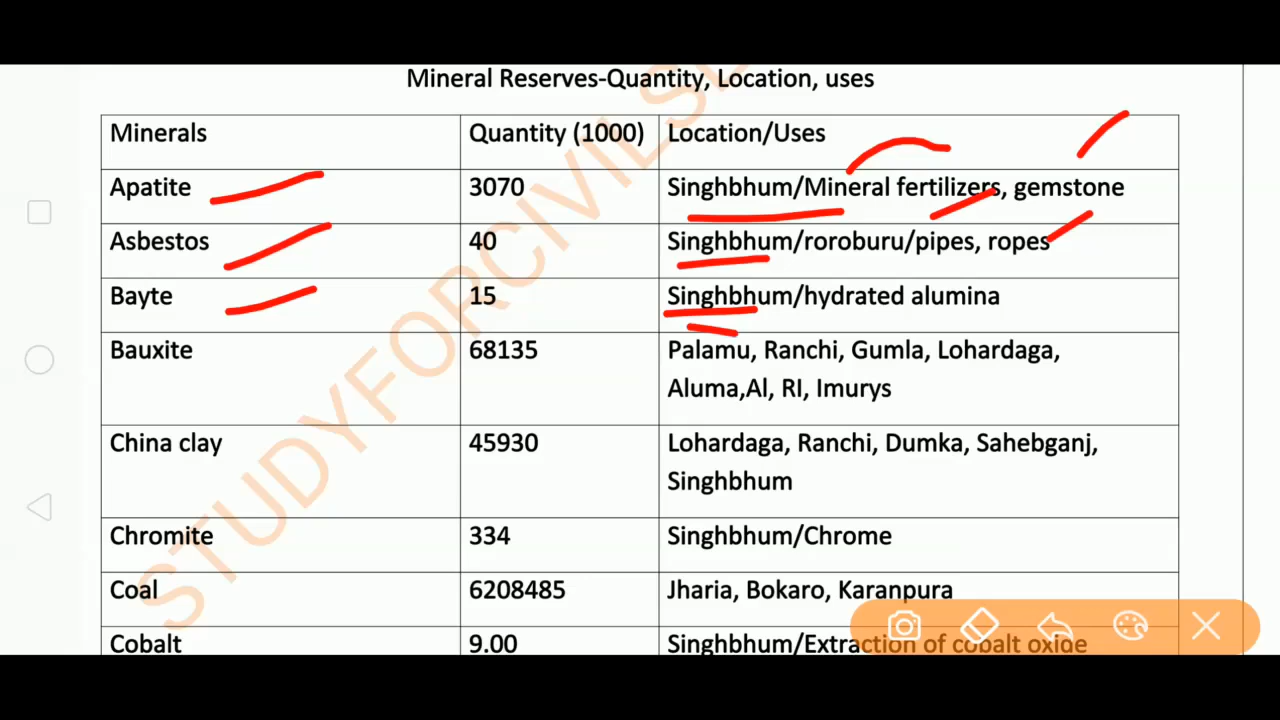 Mineral Reserves-Quantity, Location, uses
Minerals Quantity (1000) Location/Uses
Apatite 3070 Singhbhum/Mineral fertilizers, gemstone
Asbestos 40 Singhbhum/roroburu/pipes, ropes
Bayte 15 Singhbhum/hydrated alumina
Bauxite 68135 Palamu, Ranchi, Gumla, Lohardaga,
Aluma,Al, RI, Imurys
China clay 45930 Lohardaga, Ranchi, Dumka, Sahebganj,
Singhbhum
Chromite 334 Singhbhum/Chrome
Coal 6208485 Jharia, Bokaro, Karanpura
Cobalt 9.00 Singhbhum/Extraction of cobalt oxide